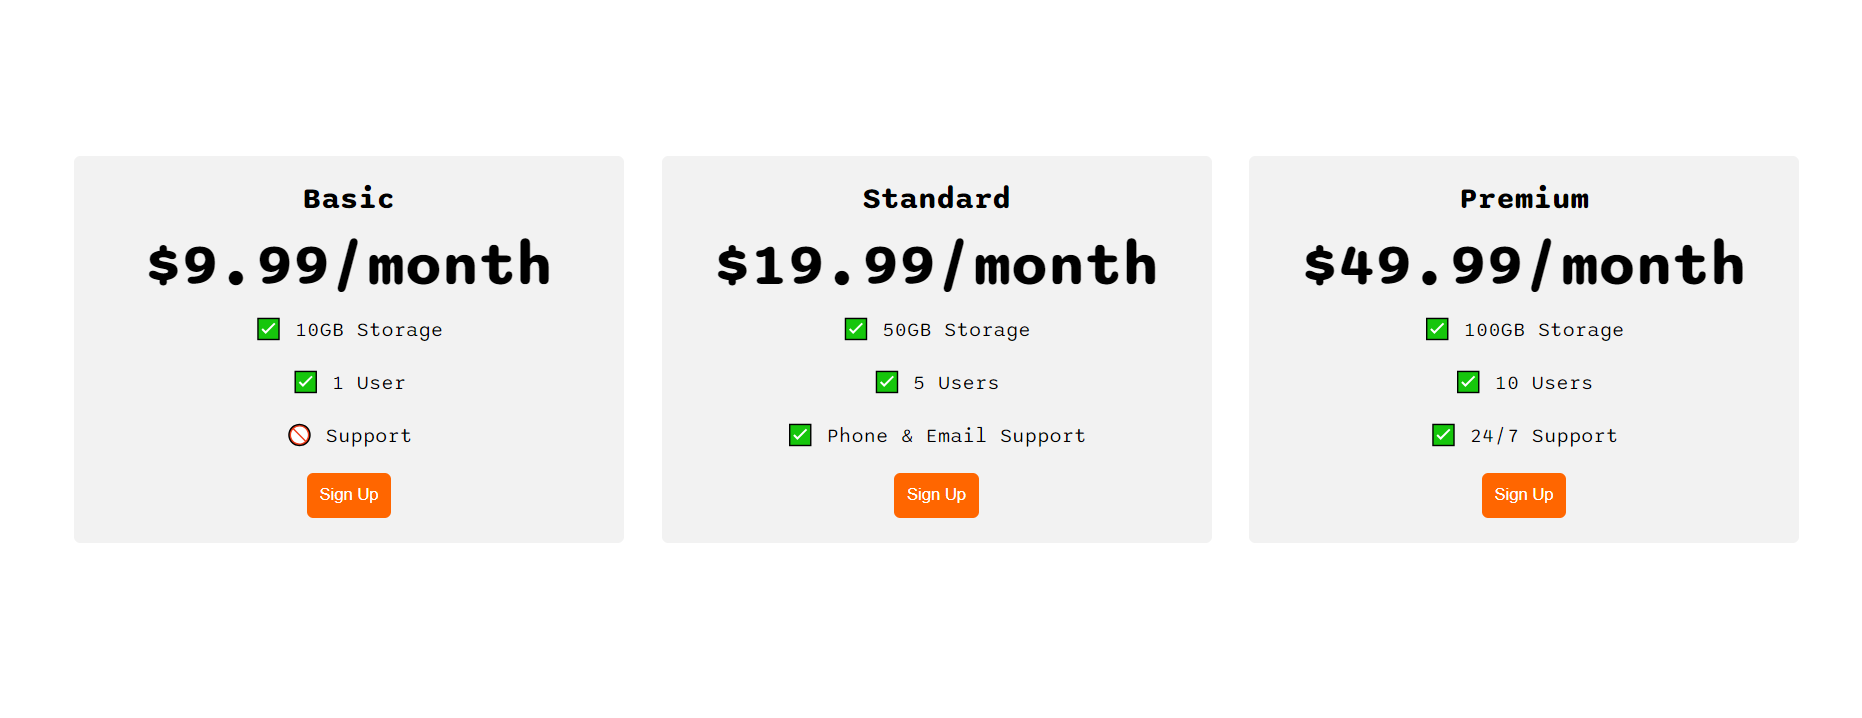 Basic
$9.99/month
✅ 10GB Storage
✅ 1 User
🚫 Support
Sign Up
Standard
$19.99/month
✅ 50GB Storage
✅ 5 Users
✅ Phone & Email Support
Sign Up
Premium
$49.99/month
✅ 100GB Storage
✅ 10 Users
✅ 24/7 Support
Sign Up